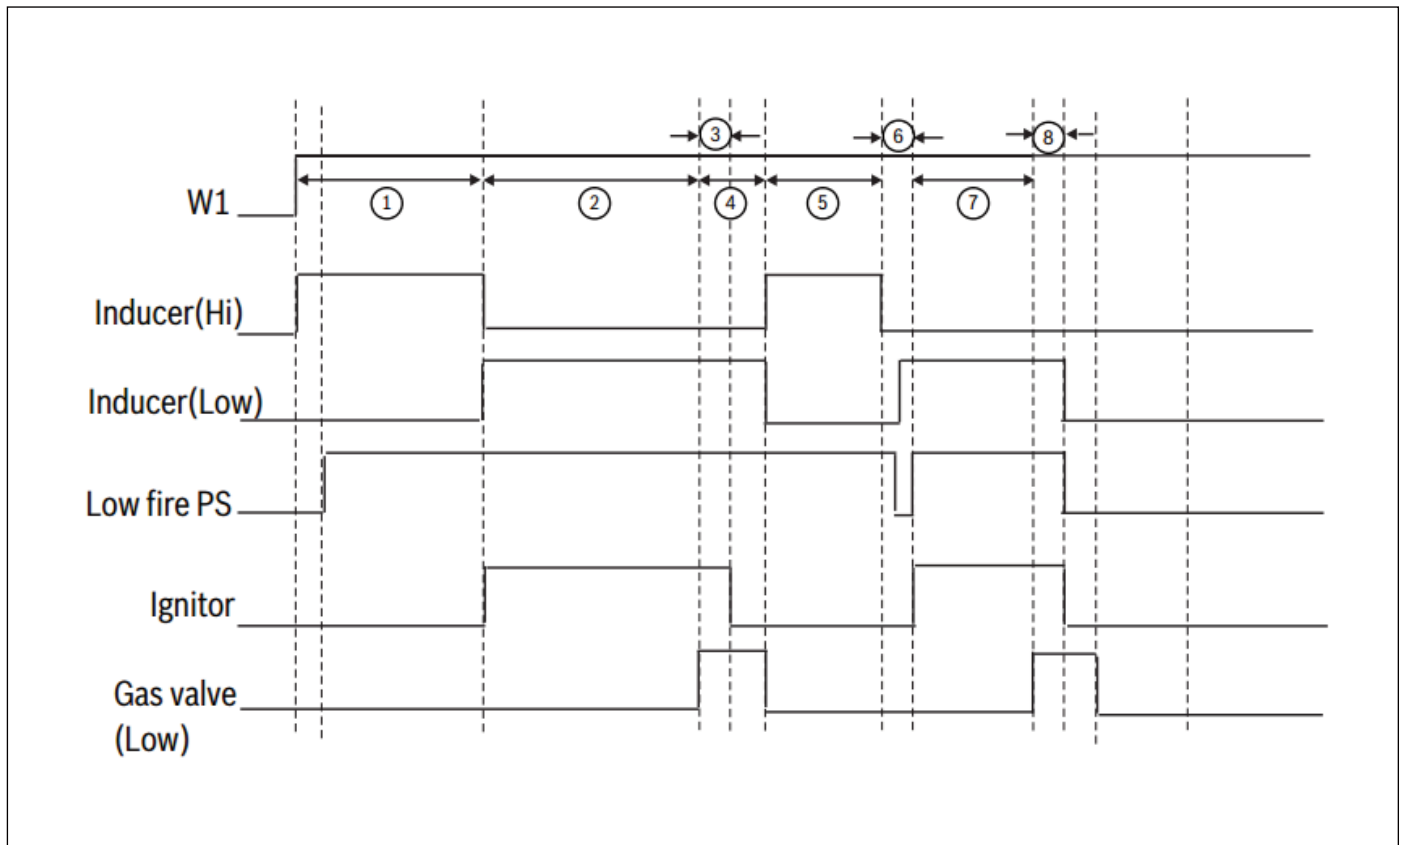 3
6
8
W1
1
2
4
5
7
Inducer(Hi)
Inducer(Low)
Low fire PS
Ignitor
Gas valve
(Low)